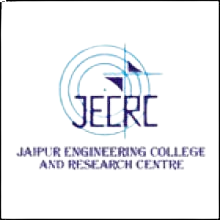 JECRC
JAIPUR ENGINEERING COLLEGE
AND RESEARCH CENTRE